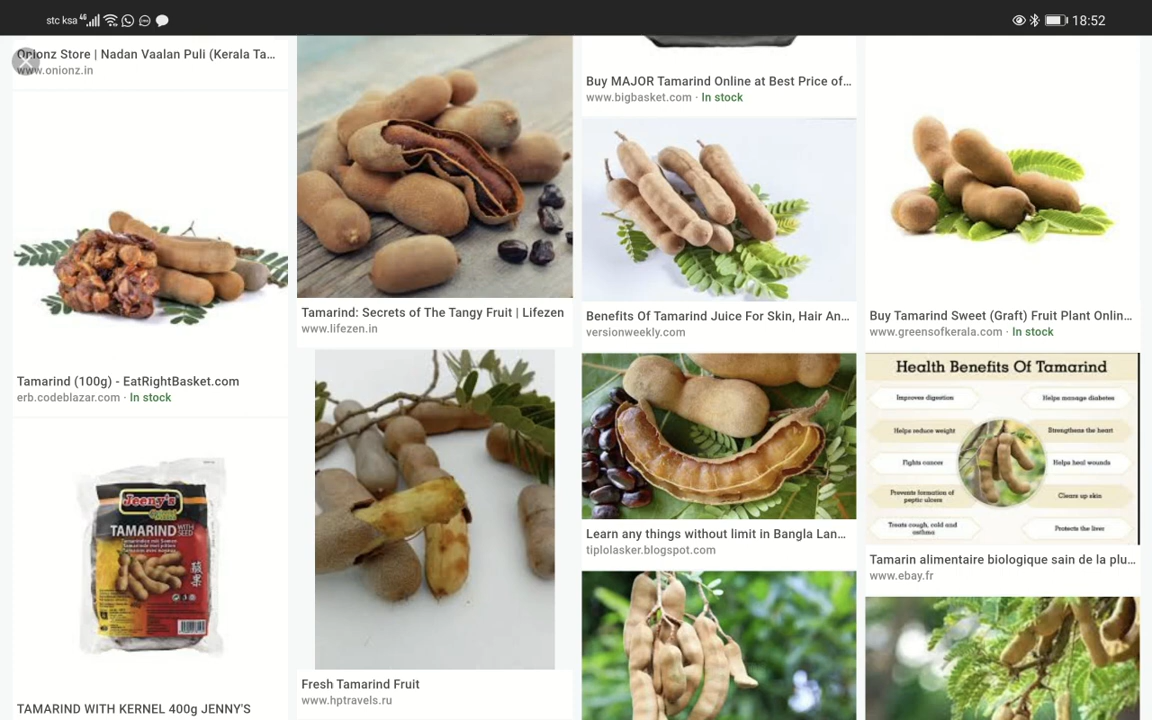 stc ksa 4G 18:52
Onionz Store | Nadan Vaalan Puli (Kerala Ta...
www.onionz.in
Tamarind (100g) - EatRightBasket.com
erb.codeblazar.com · In stock
Jeeny's
TAMARIND WITH SEED
TAMARIND WITH KERNEL 400g JENNY'S
Tamarind: Secrets of The Tangy Fruit | Lifezen
www.lifezen.in
Fresh Tamarind Fruit
www.hptravels.ru
Buy MAJOR Tamarind Online at Best Price of...
www.bigbasket.com · In stock
Benefits Of Tamarind Juice For Skin, Hair An...
versionweekly.com
Learn any things without limit in Bangla Lan...
tiplolasker.blogspot.com
Buy Tamarind Sweet (Graft) Fruit Plant Onlin...
www.greensofkerala.com · In stock
Health Benefits Of Tamarind
Improves digestion
Helps manage diabetes
Helps reduce weight
Strengthens the heart
Fights cancer
Helps heal wounds
Prevents formation of
peptic ulcers
Clears up skin
Treats cough, cold and
asthma
Protects the liver
Tamarin alimentaire biologique sain de la plu...
www.ebay.fr